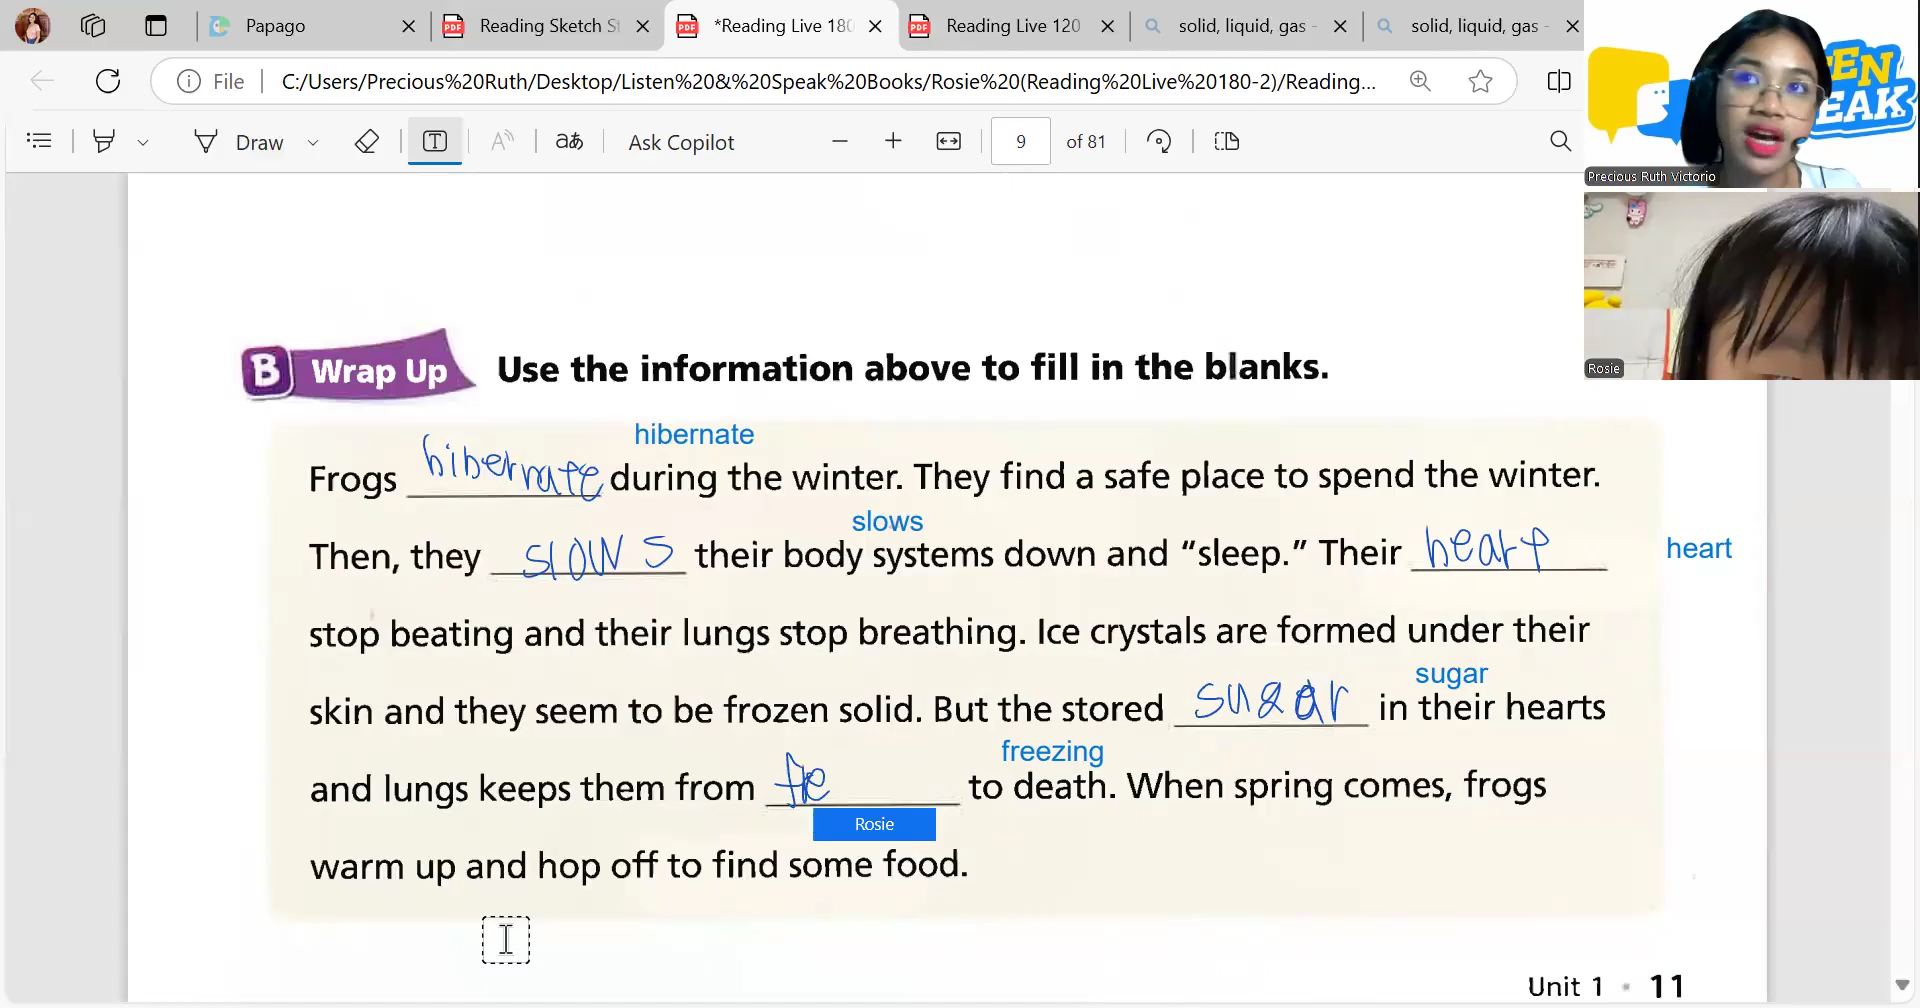 Papago
Reading Sketch St
*Reading Live 180
Reading Live 120
solid, liquid, gas -
solid, liquid, gas -
File
C:/Users/Precious%20Ruth/Desktop/Listen%20&%20Speak%20Books/Rosie%20(Reading%20Live%20180-2)/Reading...
Draw
aあ
Ask Copilot
9 of 81
EN
EAK
Precious Ruth Victorio
Rosie
B Wrap Up Use the information above to fill in the blanks.
hibernate
Frogs hibernate during the winter. They find a safe place to spend the winter.
slows
Then, they slows their body systems down and “sleep.” Their heart
heart
stop beating and their lungs stop breathing. Ice crystals are formed under their
sugar
skin and they seem to be frozen solid. But the stored sugar in their hearts
freezing
and lungs keeps them from fre to death. When spring comes, frogs
Rosie
warm up and hop off to find some food.
Unit 1 • 11